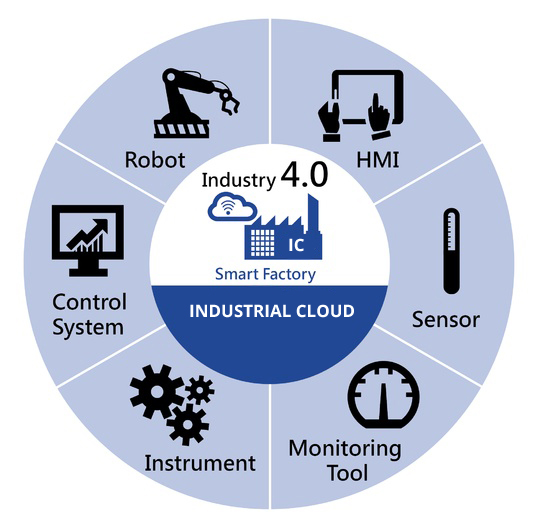 Robot
HMI
Industry 4.0
IC
Smart Factory
INDUSTRIAL CLOUD
Control
System
Sensor
Instrument
Monitoring
Tool